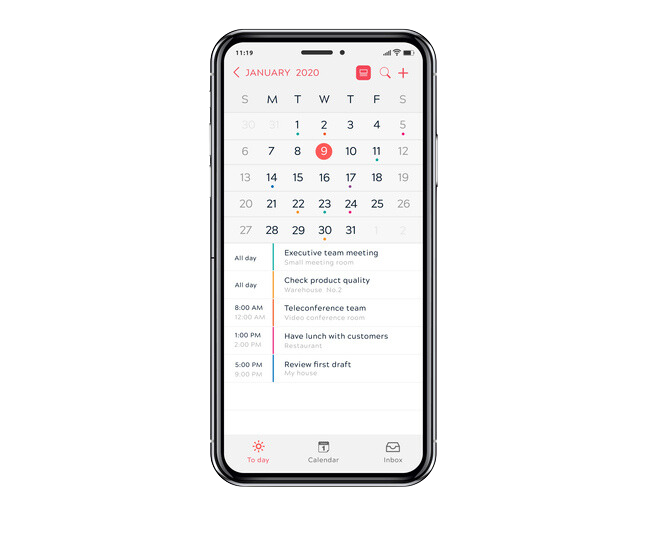 11:19
JANUARY 2020
S M T W T F S
30 31 1 2 3 4 5
6 7 8 9 10 11 12
13 14 15 16 17 18 19
20 21 22 23 24 25 26
27 28 29 30 31 1 2
All day Executive team meeting
Small meeting room
All day Check product quality
Warehouse No.2
8:00 AM Teleconference team
12:00 AM Video conference room
1:00 PM Have lunch with customers
2:00 PM Restaurant
5:00 PM Review first draft
8:00 PM My house
1
To day Calendar Inbox